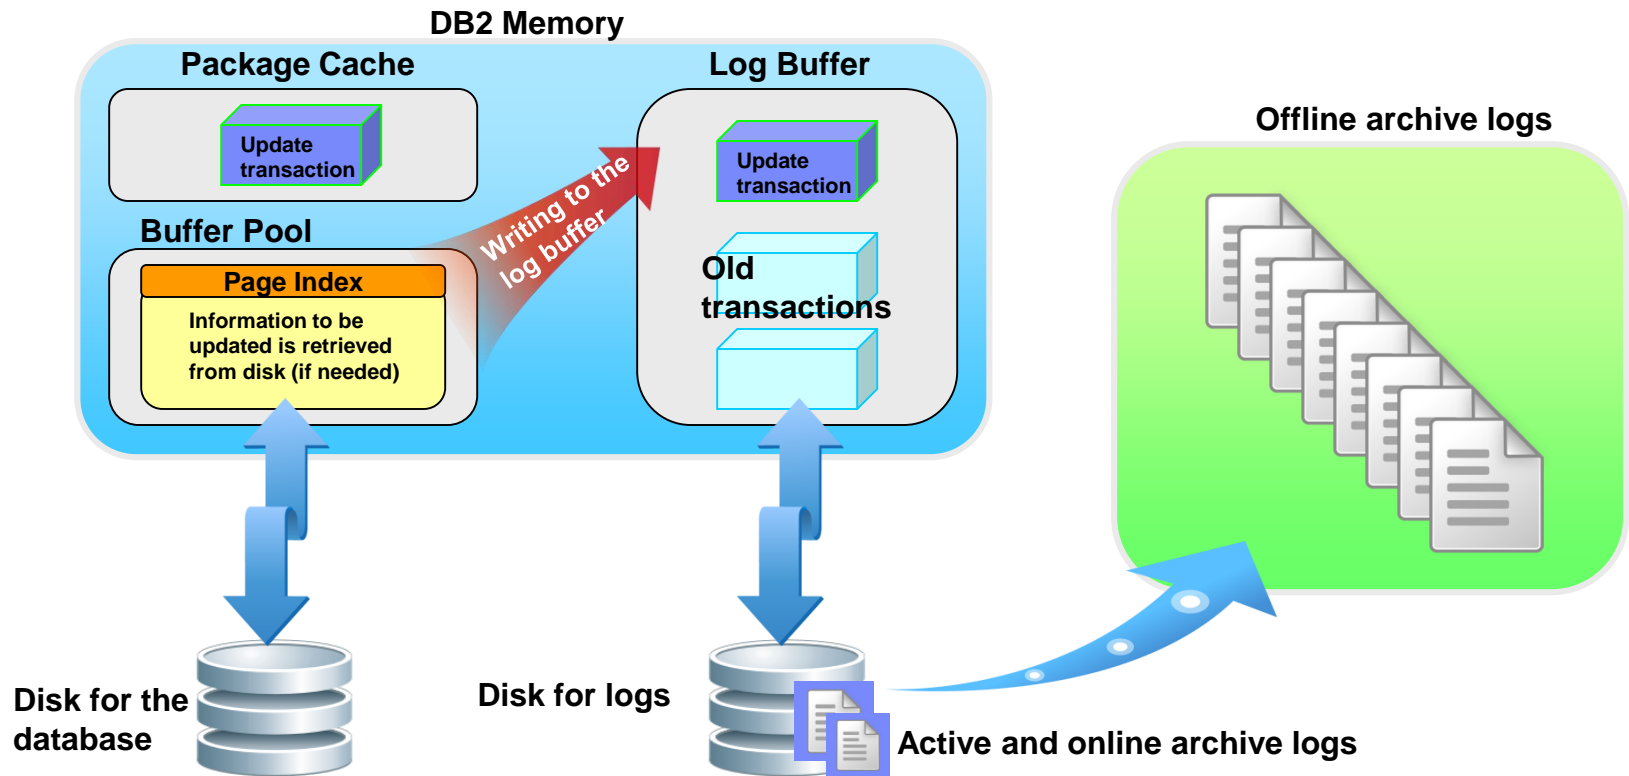 DB2 Memory
Package Cache
Log Buffer
Update
transaction
Update
transaction
Offline archive logs
Writing to the
log buffer
Buffer Pool
Page Index
Information to be
updated is retrieved
from disk (if needed)
Old
transactions
Disk for the
database
Disk for logs
Active and online archive logs